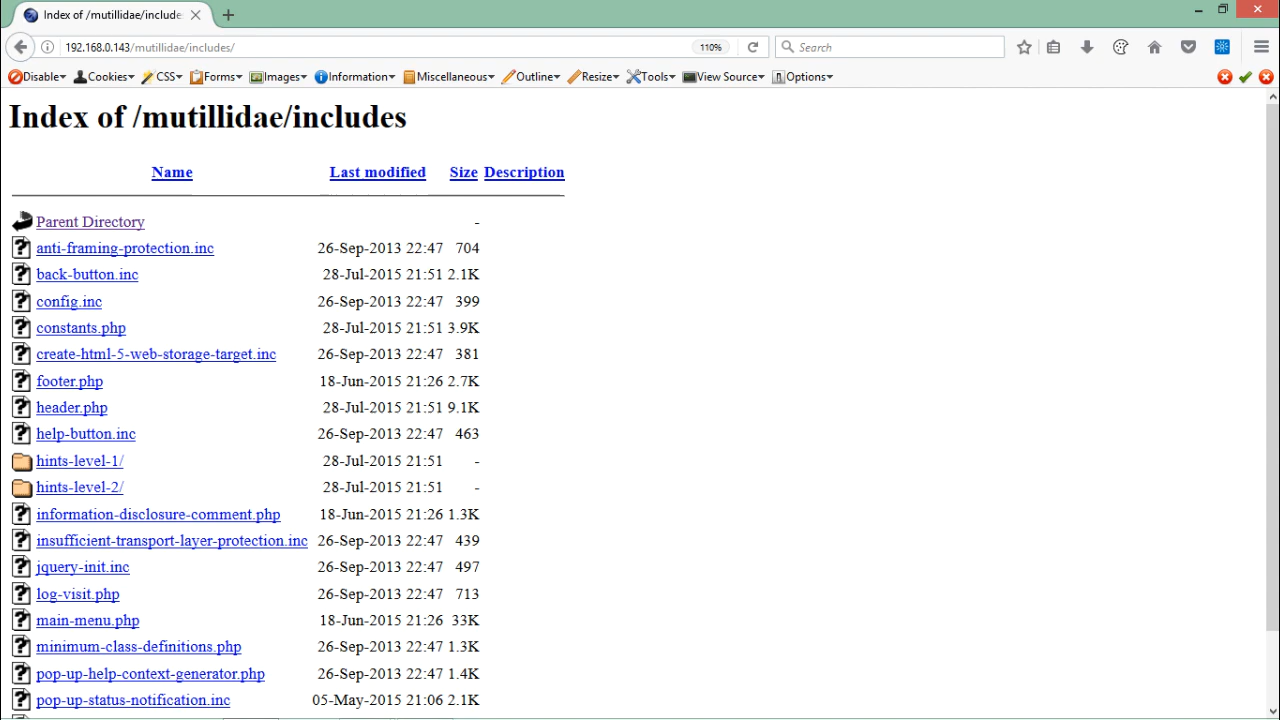 Index of /mutillidae/include
192.168.0.143/mutillidae/includes/ 110% Search
Disable Cookies CSS Forms Images Information Miscellaneous Outline Resize Tools View Source Options
Index of /mutillidae/includes
Name Last modified Size Description
Parent Directory -
anti-framing-protection.inc 26-Sep-2013 22:47 704
back-button.inc 28-Jul-2015 21:51 2.1K
config.inc 26-Sep-2013 22:47 399
constants.php 28-Jul-2015 21:51 3.9K
create-html-5-web-storage-target.inc 26-Sep-2013 22:47 381
footer.php 18-Jun-2015 21:26 2.7K
header.php 28-Jul-2015 21:51 9.1K
help-button.inc 26-Sep-2013 22:47 463
hints-level-1/ 28-Jul-2015 21:51 -
hints-level-2/ 28-Jul-2015 21:51 -
information-disclosure-comment.php 18-Jun-2015 21:26 1.3K
insufficient-transport-layer-protection.inc 26-Sep-2013 22:47 439
jquery-init.inc 26-Sep-2013 22:47 497
log-visit.php 26-Sep-2013 22:47 713
main-menu.php 18-Jun-2015 21:26 33K
minimum-class-definitions.php 26-Sep-2013 22:47 1.3K
pop-up-help-context-generator.php 26-Sep-2013 22:47 1.4K
pop-up-status-notification.inc 05-May-2015 21:06 2.1K